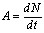 A = dN/dt